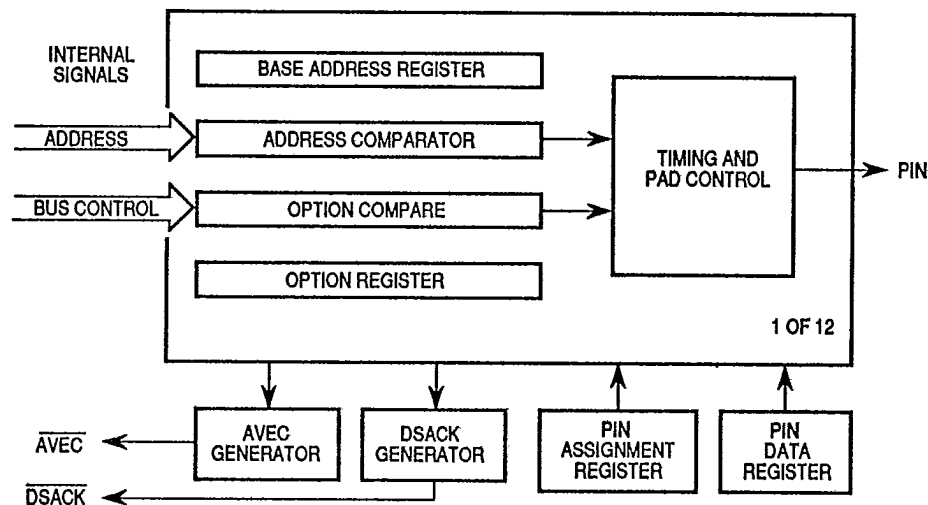 INTERNAL
SIGNALS
BASE ADDRESS REGISTER
ADDRESS
ADDRESS COMPARATOR
TIMING AND
PAD CONTROL
PIN
BUS CONTROL
OPTION COMPARE
OPTION REGISTER
1 OF 12
AVEC
AVEC
GENERATOR
DSACK
GENERATOR
PIN
ASSIGNMENT
REGISTER
PIN
DATA
REGISTER
DSACK